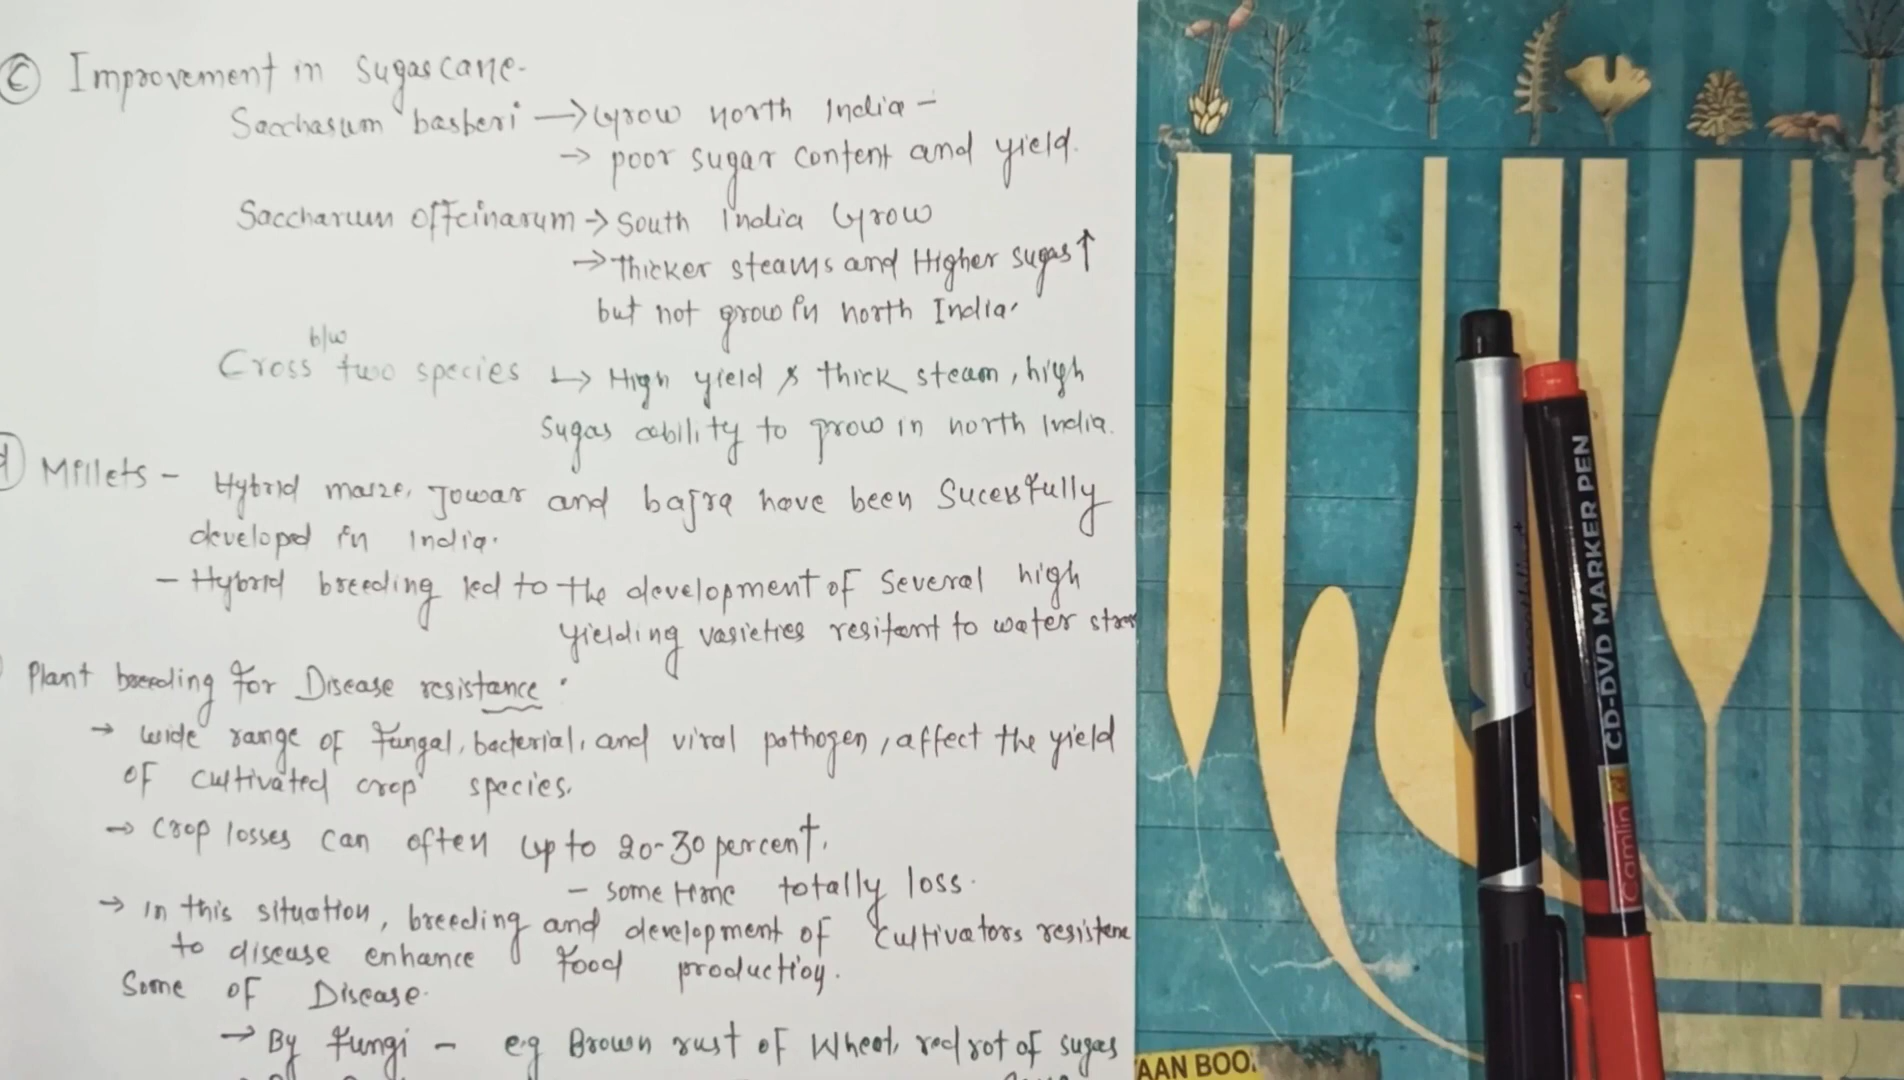 Ⓒ Improvement in Sugarcane-
Saccharum barberi → Grow north India -
→ poor sugar content and yield.
Saccharum officinarum → South India Grow
→ Thicker steams and Higher sugar ↑
but not grow in north India.
b/w
Cross two species ↳ High yield & thick steam, high
Sugar ability to grow in north India.
d Millets - Hybrid maize, Jowar and bajra have been Sucessfully
developed in India.
- Hybrid breeding led to the development of Several high
yielding varieties resitant to water stress
Plant breeding for Disease resistance:
→ wide range of fungal, bacterial, and viral pathogen, affect the yield
of cultivated crop species.
→ Crop losses can often up to 20-30 percent.
- Some time totally loss.
→ In this situation, breeding and development of Cultivators resistene
to disease enhance food production.
Some of Disease.
→ By fungi - eg Brown rust of Wheat, red rot of sugar
CD-DVD MARKER PEN
Camlin
AAN BOO